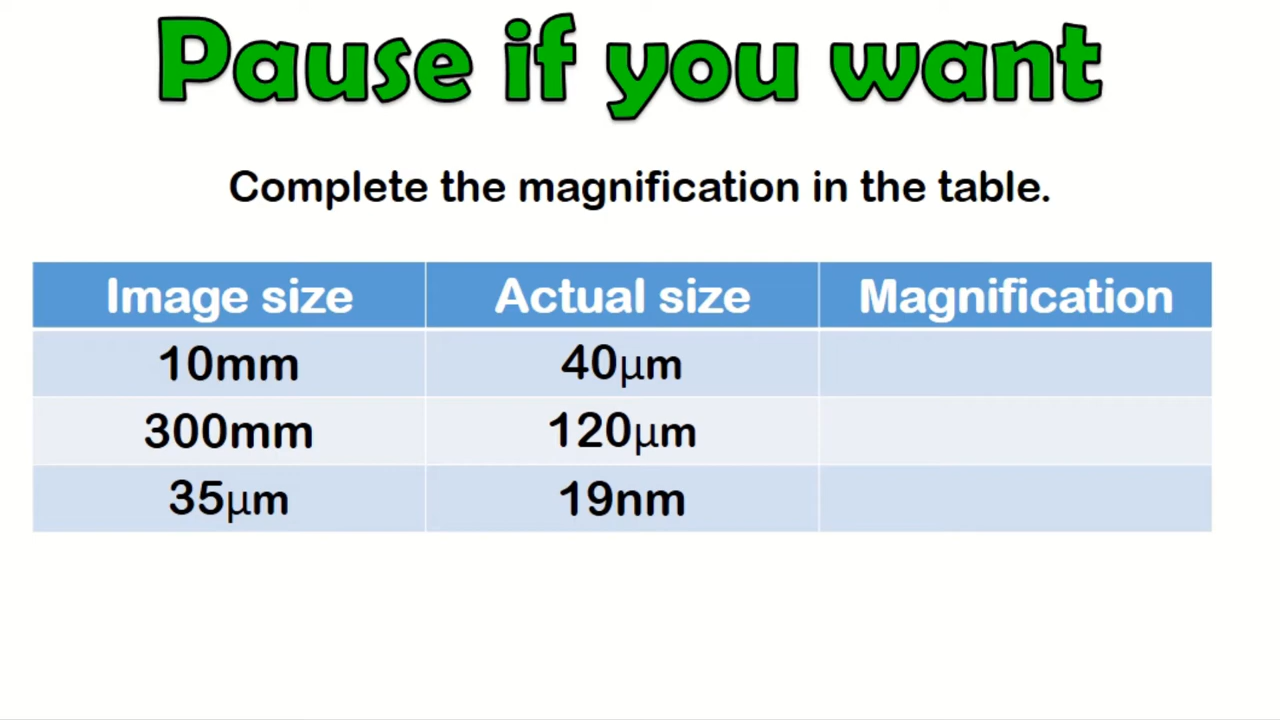 Pause if you want
Complete the magnification in the table.
Image size Actual size Magnification
10mm 40μm
300mm 120μm
35μm 19nm